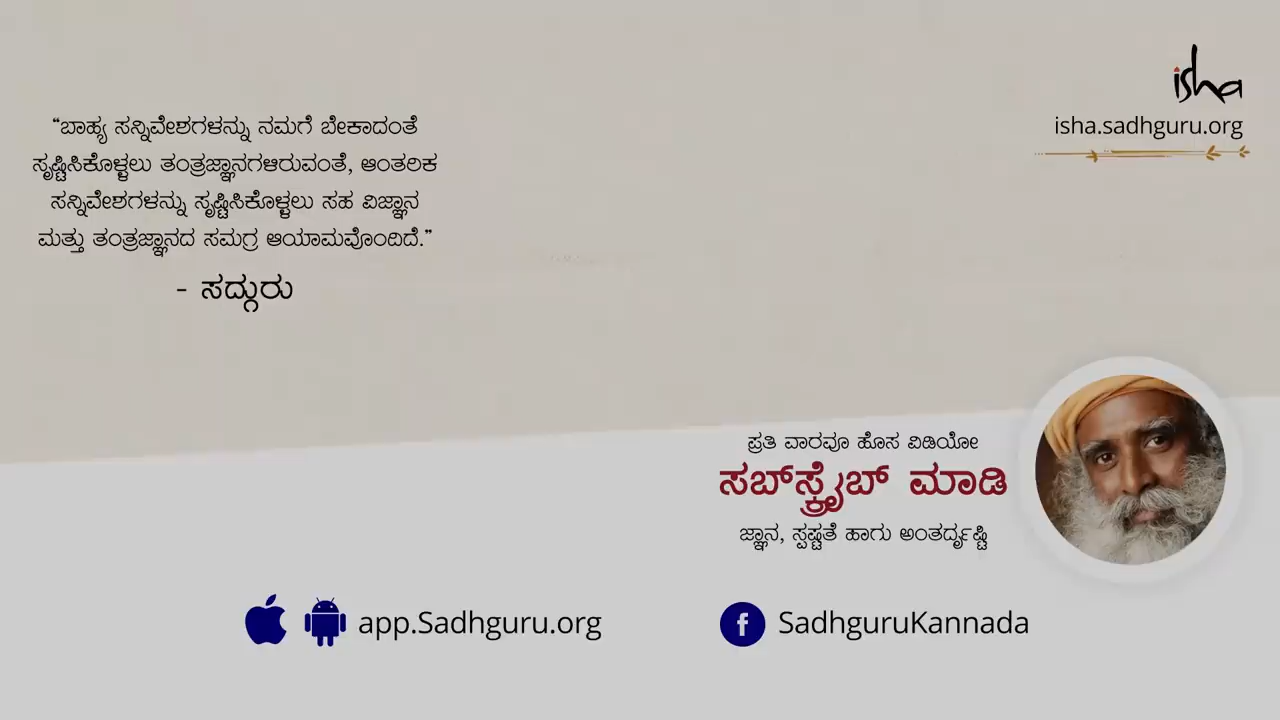 isha
isha.sadhguru.org
“ಬಾಹ್ಯ ಸನ್ನಿವೇಶಗಳನ್ನು ನಮಗೆ ಬೇಕಾದಂತೆ
ಸೃಷ್ಟಿಸಿಕೊಳ್ಳಲು ತಂತ್ರಜ್ಞಾನಗಳಿರುವಂತೆ, ಆಂತರಿಕ
ಸನ್ನಿವೇಶಗಳನ್ನು ಸೃಷ್ಟಿಸಿಕೊಳ್ಳಲು ಸಹ ವಿಜ್ಞಾನ
ಮತ್ತು ತಂತ್ರಜ್ಞಾನದ ಸಮಗ್ರ ಆಯಾಮವೊಂದಿದೆ.”
- ಸದ್ಗುರು
ಪ್ರತಿ ವಾರವೂ ಹೊಸ ವಿಡಿಯೋ
ಸಬ್‌ಸ್ಕ್ರೈಬ್ ಮಾಡಿ
ಜ್ಞಾನ, ಸ್ಪಷ್ಟತೆ ಹಾಗು ಅಂತರ್ದೃಷ್ಟಿ
app.Sadhguru.org
SadhguruKannada